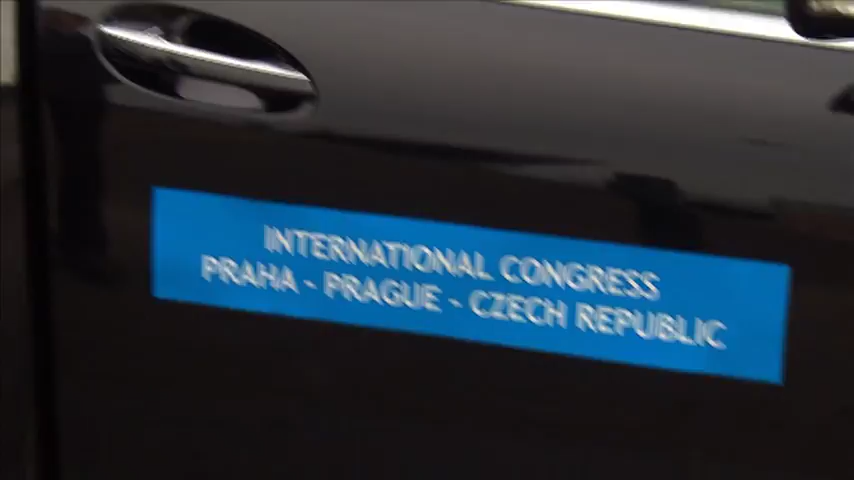 INTERNATIONAL CONGRESS
PRAHA - PRAGUE - CZECH REPUBLIC